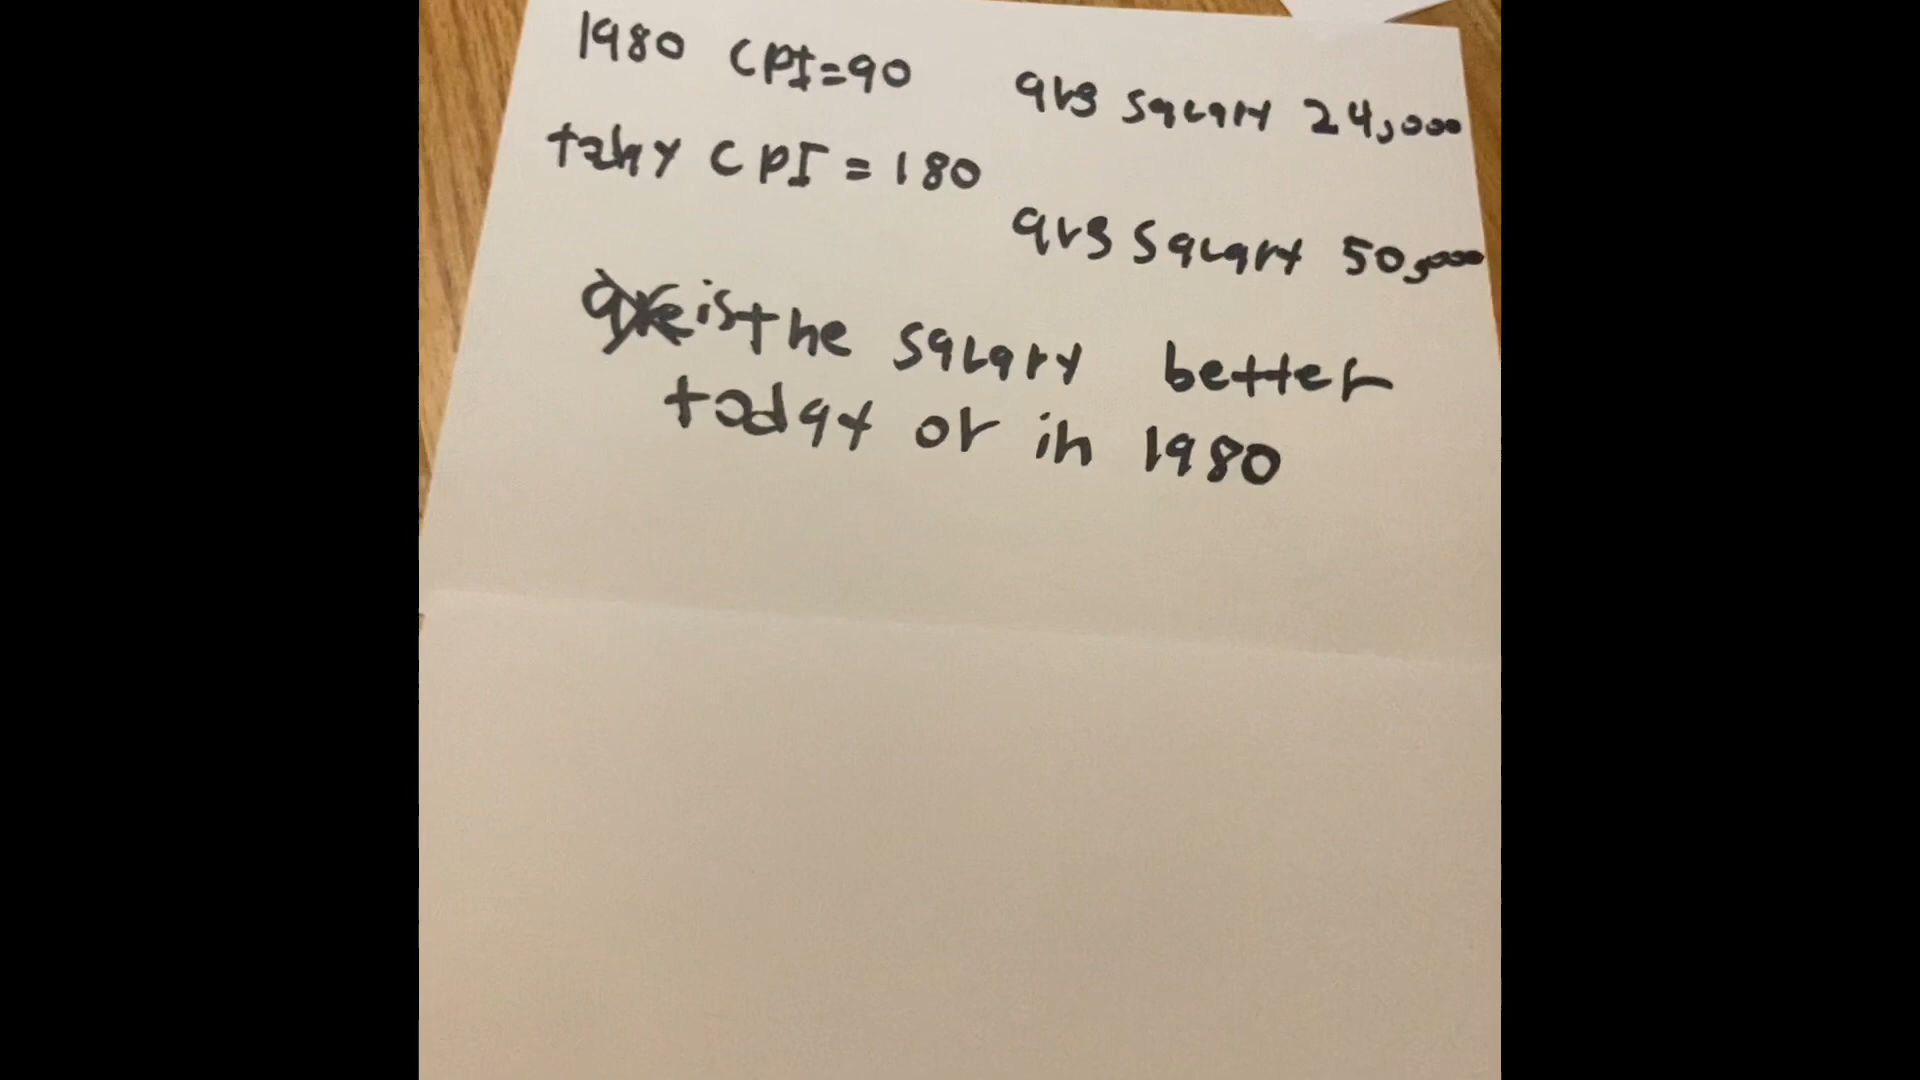 1980 CPI=90 avg salary 24,000
today CPI = 180
avg salary 50,000
is the salary better
today or in 1980